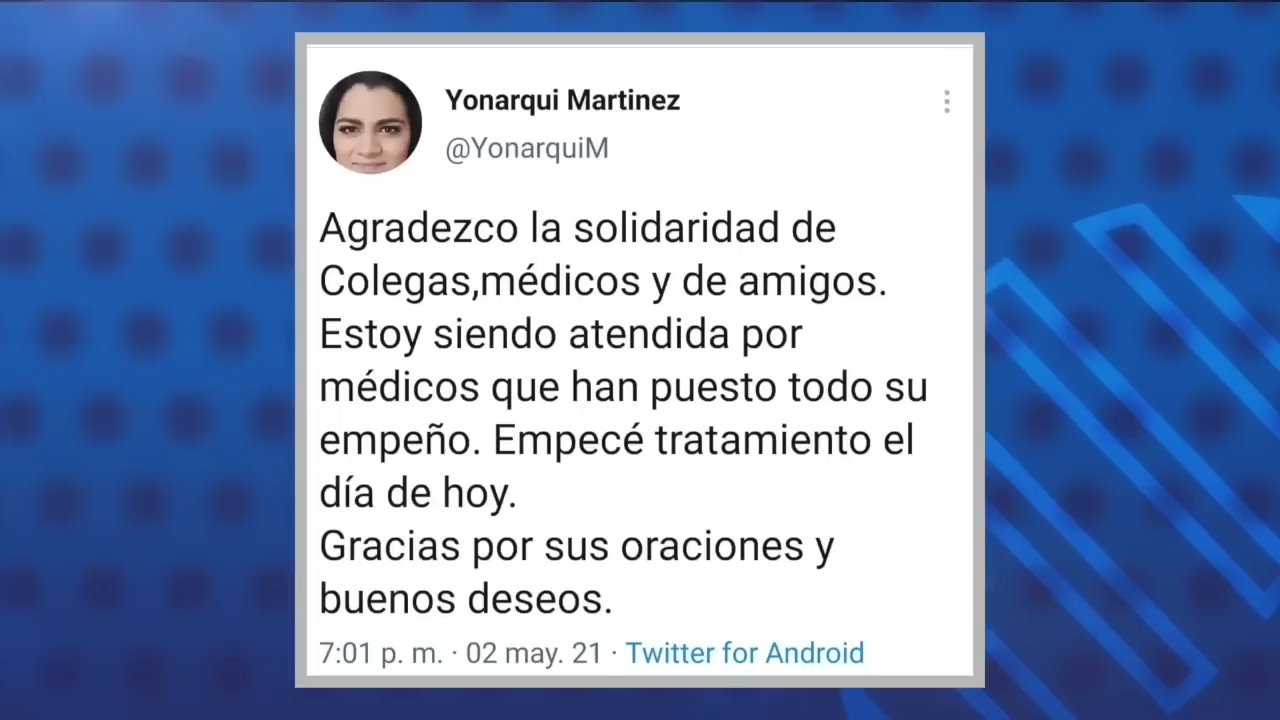 Yonarqui Martinez
@YonarquiM
Agradezco la solidaridad de
Colegas,médicos y de amigos.
Estoy siendo atendida por
médicos que han puesto todo su
empeño. Empecé tratamiento el
día de hoy.
Gracias por sus oraciones y
buenos deseos.
7:01 p. m. · 02 may. 21 · Twitter for Android